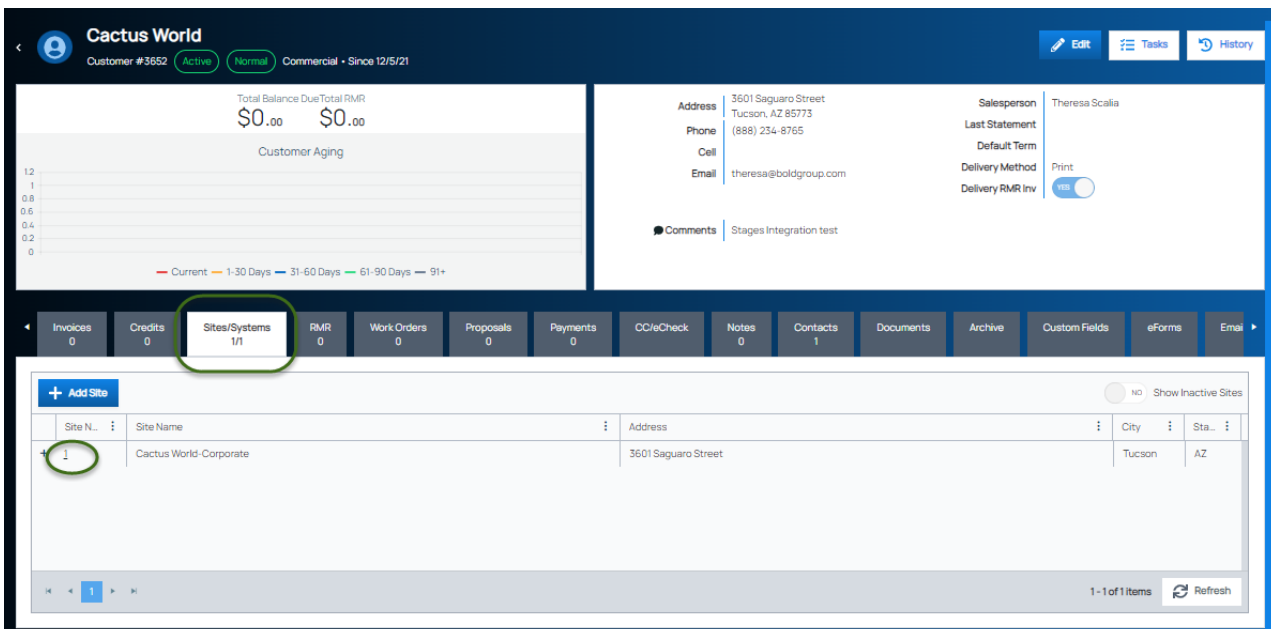 Cactus World
Customer #3652 Active Normal Commercial • Since 12/5/21
Edit
Tasks
History
Total Balance Due Total RMR
$0.00 $0.00
Customer Aging
1.2
1
0.8
0.6
0.4
0.2
0
Current 1-30 Days 31-60 Days 61-90 Days 91+
Address 3601 Saguaro Street
Tucson, AZ 85773
Phone (888) 234-8765
Cell
Email theresa@boldgroup.com
Comments Stages Integration test
Salesperson Theresa Scalia
Last Statement
Default Term
Delivery Method Print
Delivery RMR Inv YES
Invoices
0
Credits
0
Sites/Systems
1/1
RMR
0
Work Orders
0
Proposals
0
Payments
0
CC/eCheck
Notes
0
Contacts
1
Documents
Archive
Custom Fields
eForms
Emai
+ Add Site
NO Show Inactive Sites
Site N... Site Name Address City Sta...
+ 1 Cactus World-Corporate 3601 Saguaro Street Tucson AZ
1
1 - 1 of 1 items Refresh